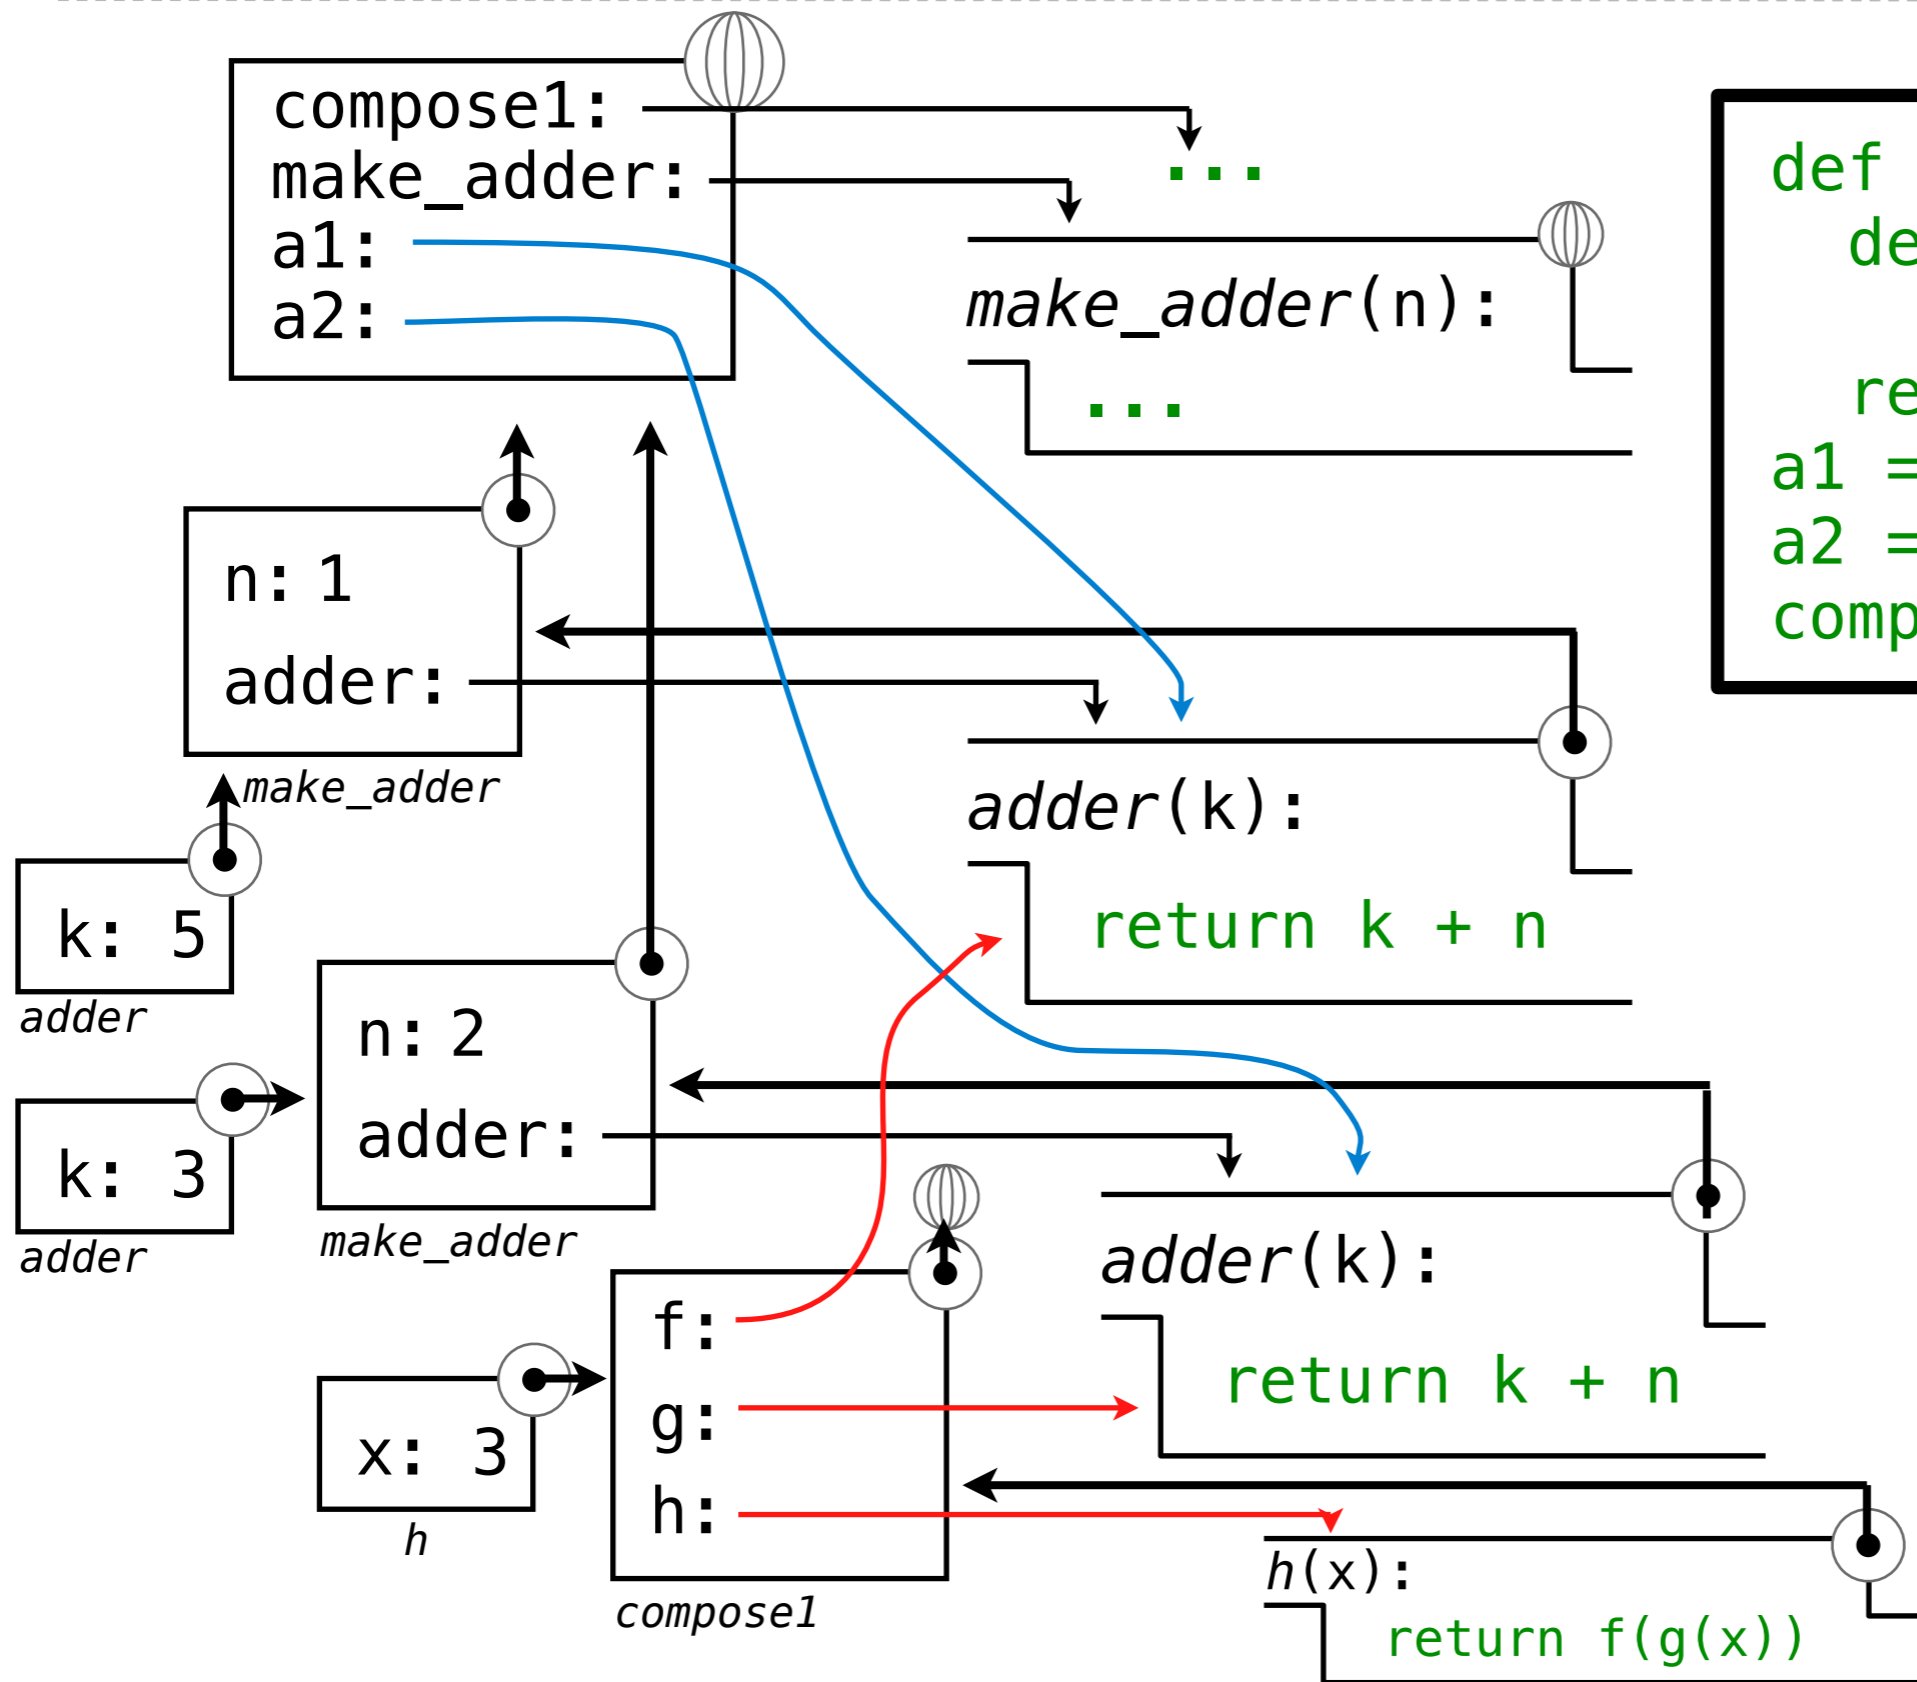 compose1:
make_adder:
a1:
a2:
...
make_adder(n):
...
def
de
re
a1 =
a2 =
comp
n: 1
adder:
make_adder
adder(k):
return k + n
k: 5
adder
n: 2
adder:
make_adder
k: 3
adder
adder(k):
return k + n
f:
g:
h:
compose1
x: 3
h
h(x):
return f(g(x))